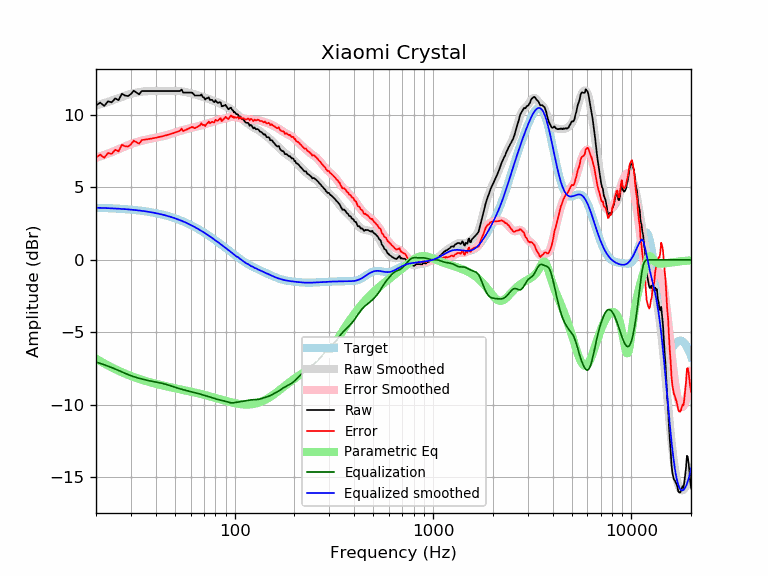 Xiaomi Crystal
Amplitude (dBr)
10
5
0
−5
−10
−15
Target
Raw Smoothed
Error Smoothed
Raw
Error
Parametric Eq
Equalization
Equalized smoothed
100
1000
10000
Frequency (Hz)